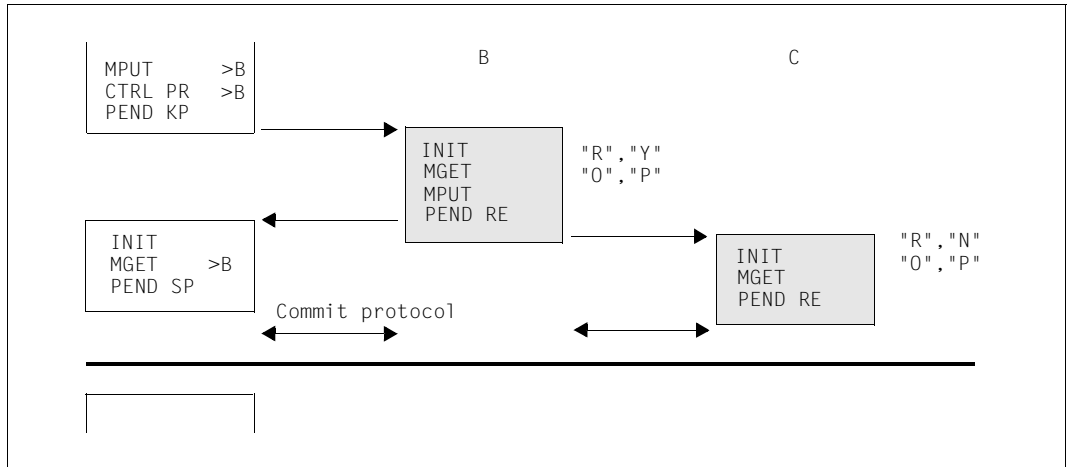 B
C
MPUT >B
CTRL PR >B
PEND KP
INIT
MGET
MPUT
PEND RE
"R","Y"
"O","P"
INIT
MGET >B
PEND SP
INIT
MGET
PEND RE
"R","N"
"O","P"
Commit protocol